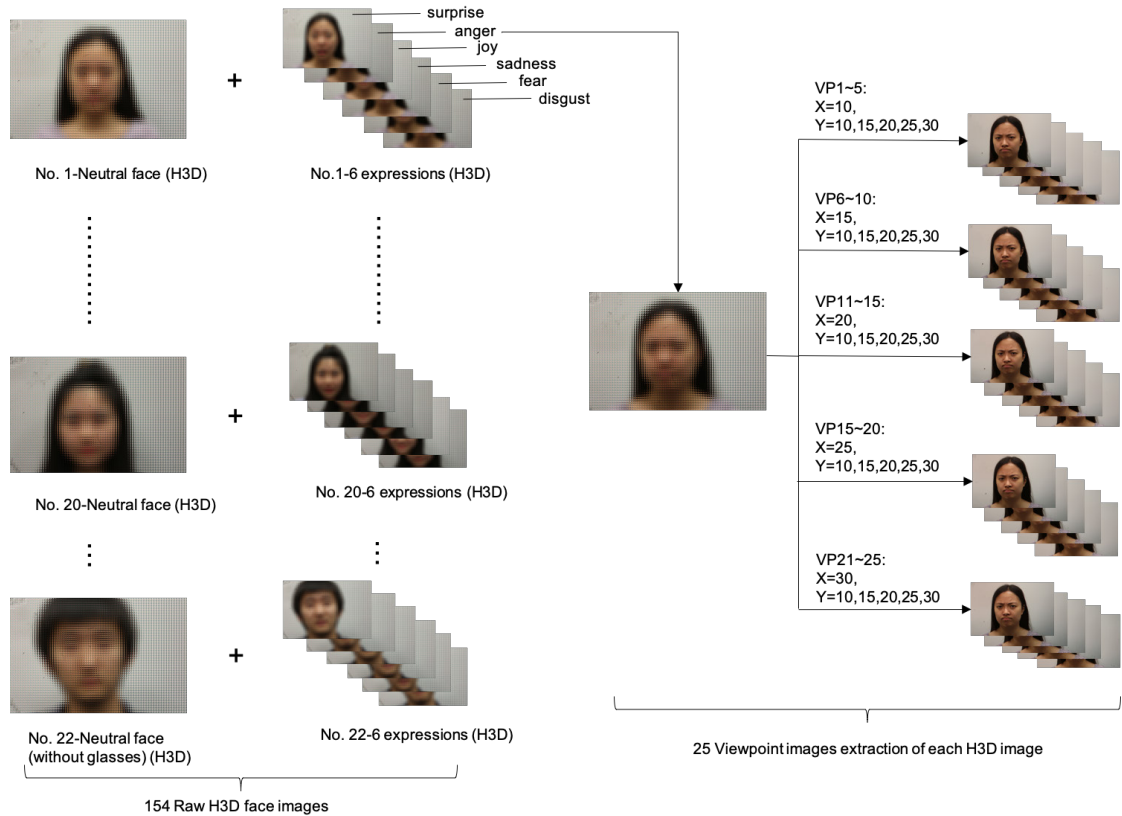 surprise
anger
joy
sadness
fear
disgust
No. 1-Neutral face (H3D)
No.1-6 expressions (H3D)
No. 20-Neutral face (H3D)
No. 20-6 expressions (H3D)
No. 22-Neutral face
(without glasses) (H3D)
No. 22-6 expressions (H3D)
154 Raw H3D face images
VP1~5:
X=10,
Y=10,15,20,25,30
VP6~10:
X=15,
Y=10,15,20,25,30
VP11~15:
X=20,
Y=10,15,20,25,30
VP15~20:
X=25,
Y=10,15,20,25,30
VP21~25:
X=30,
Y=10,15,20,25,30
25 Viewpoint images extraction of each H3D image